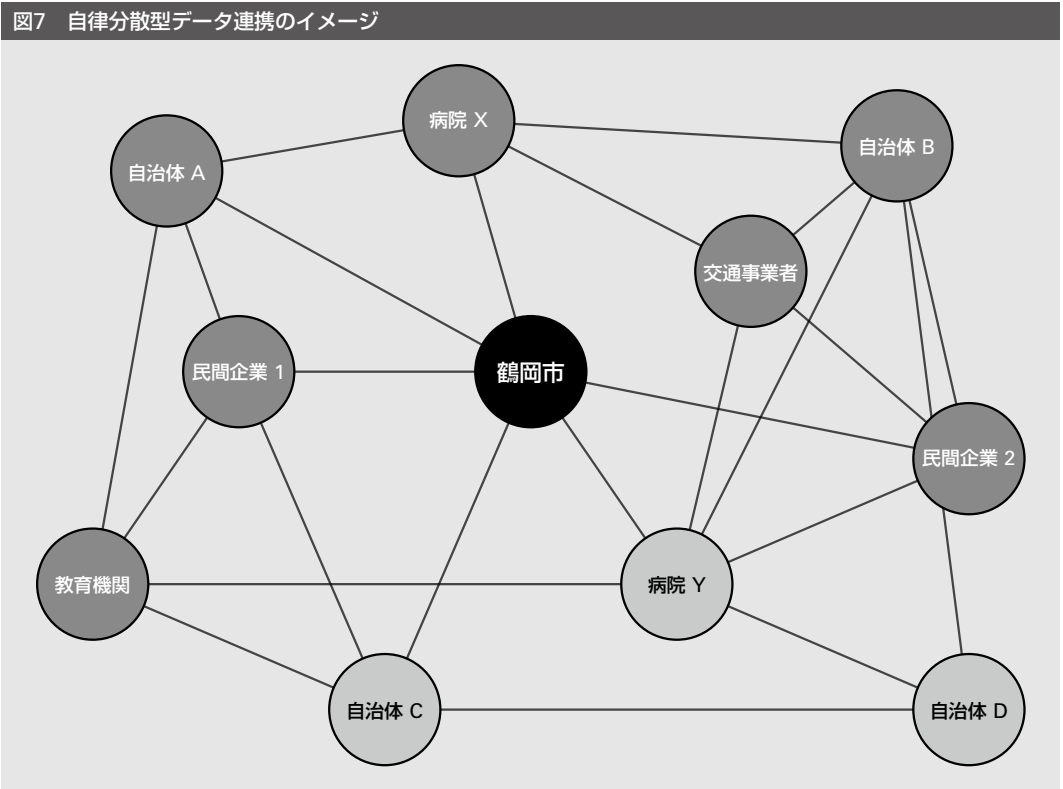 図7　自律分散型データ連携のイメージ
病院 X
自治体 B
自治体 A
交通事業者
民間企業 1
鶴岡市
民間企業 2
教育機関
病院 Y
自治体 C
自治体 D